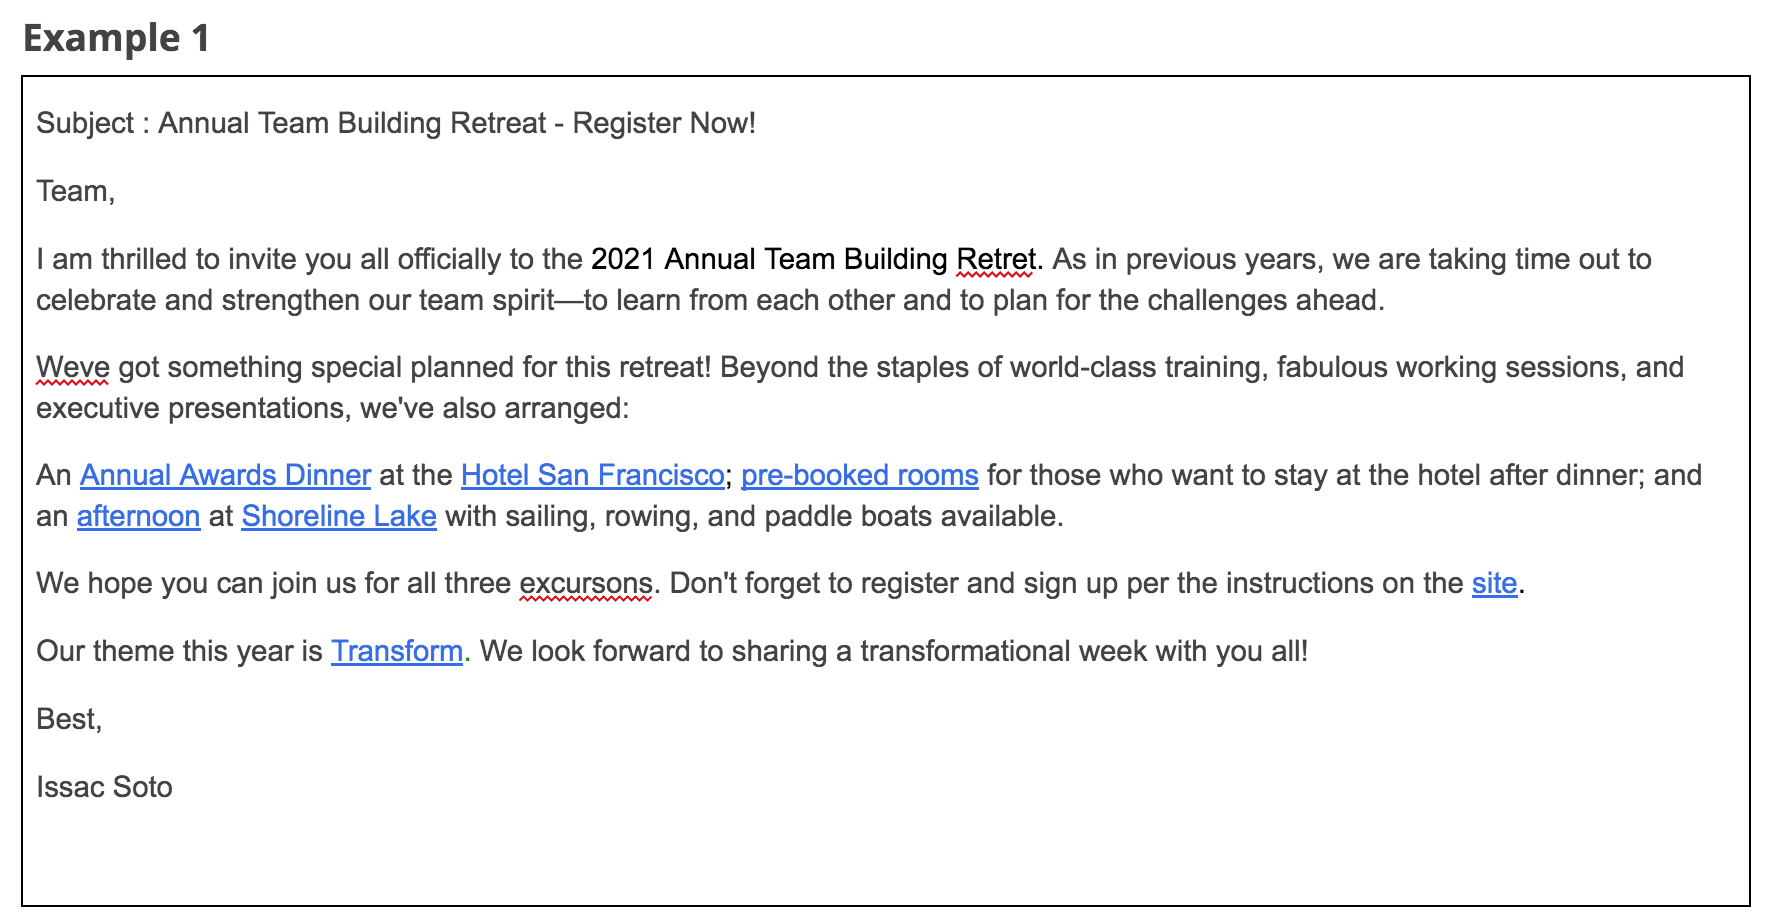 Example 1
Subject : Annual Team Building Retreat - Register Now!
Team,
I am thrilled to invite you all officially to the 2021 Annual Team Building Retret. As in previous years, we are taking time out to
celebrate and strengthen our team spirit—to learn from each other and to plan for the challenges ahead.
Weve got something special planned for this retreat! Beyond the staples of world-class training, fabulous working sessions, and
executive presentations, we've also arranged:
An Annual Awards Dinner at the Hotel San Francisco; pre-booked rooms for those who want to stay at the hotel after dinner; and
an afternoon at Shoreline Lake with sailing, rowing, and paddle boats available.
We hope you can join us for all three excursons. Don't forget to register and sign up per the instructions on the site.
Our theme this year is Transform. We look forward to sharing a transformational week with you all!
Best,
Issac Soto